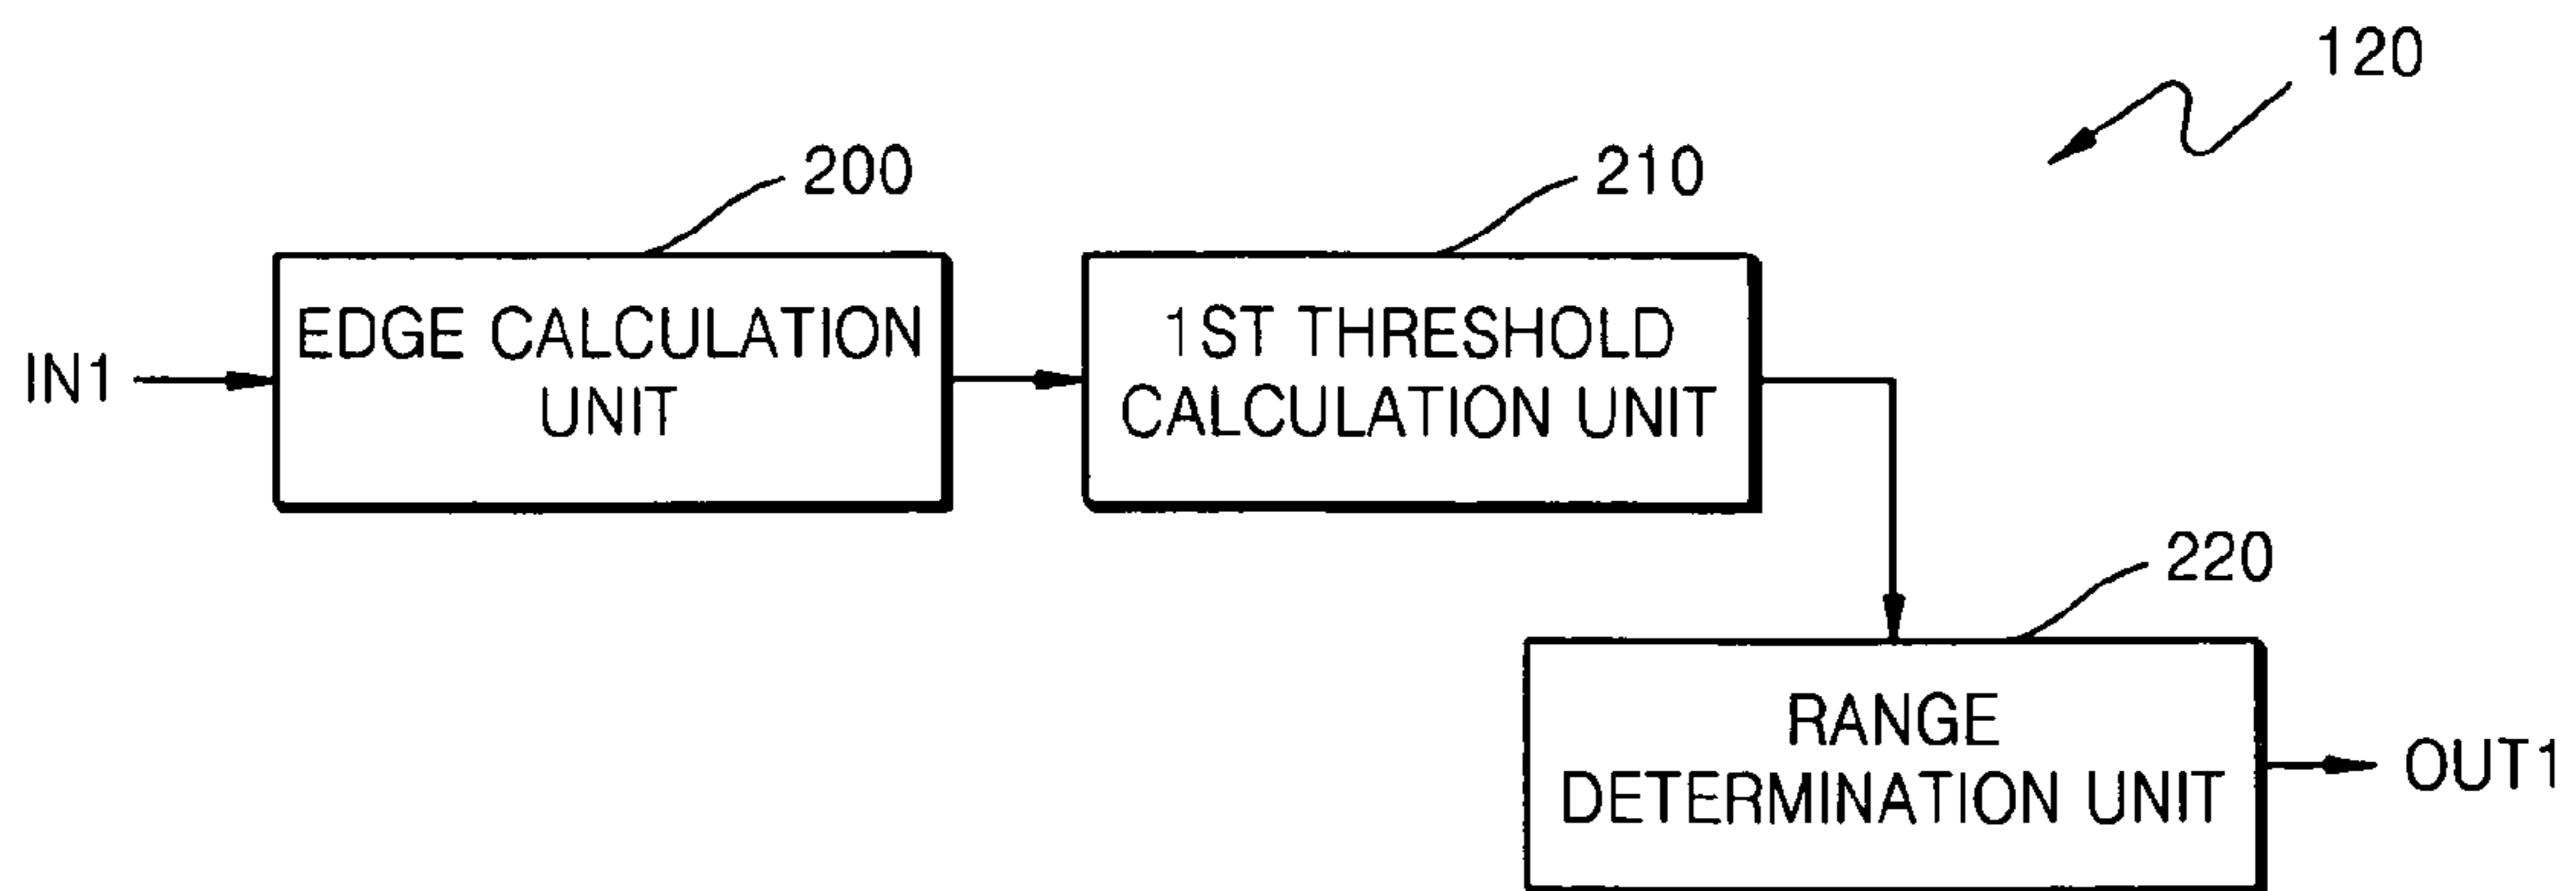 120
200
210
EDGE CALCULATION
UNIT
1ST THRESHOLD
CALCULATION UNIT
IN1
220
RANGE
DETERMINATION UNIT
OUT1